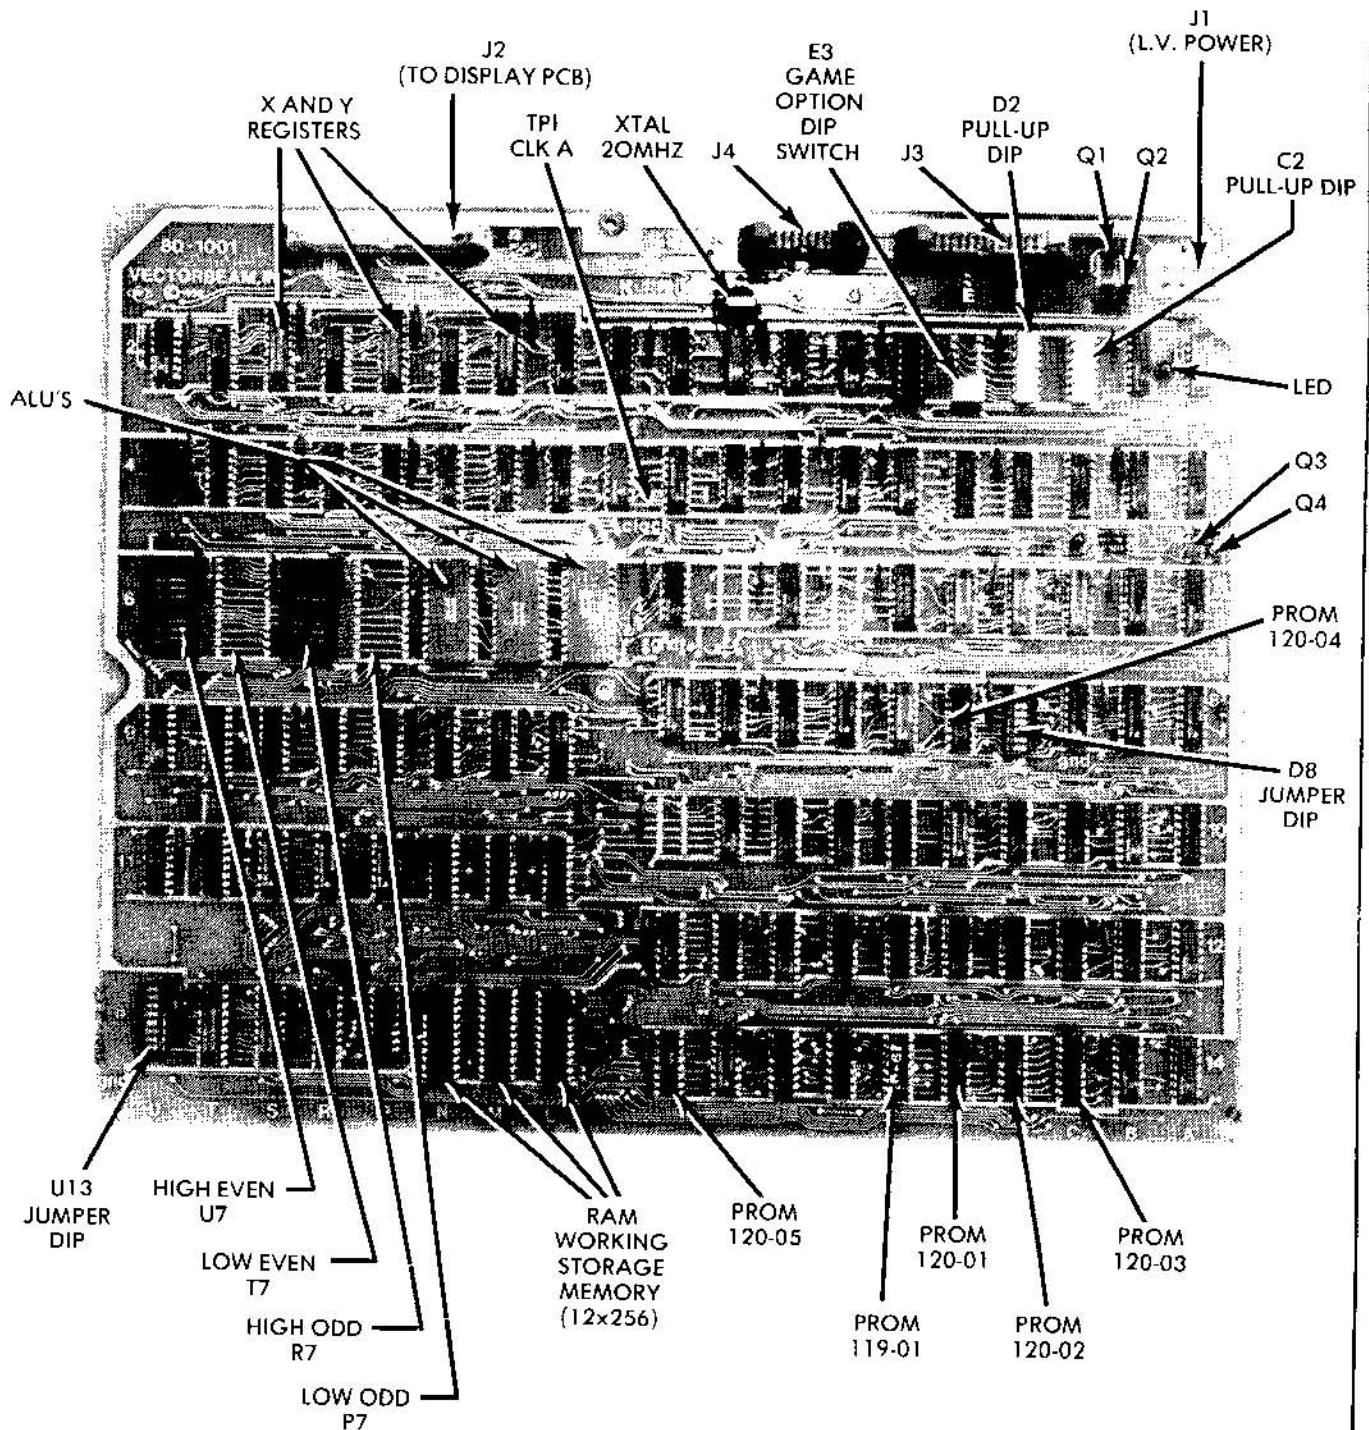 J1
(L.V. POWER)
J2
(TO DISPLAY PCB)
E3
GAME
OPTION
DIP
SWITCH
X AND Y
REGISTERS
TPI
CLK A
XTAL
20MHZ
J4
J3
D2
PULL-UP
DIP
Q1
Q2
C2
PULL-UP DIP
80-1001
VECTORBEAM
E
ALU'S
LED
Q3
Q4
PROM
120-04
D8
JUMPER
DIP
S
R
N
M
C
B
A
U13
JUMPER
DIP
HIGH EVEN
U7
LOW EVEN
T7
HIGH ODD
R7
LOW ODD
P7
RAM
WORKING
STORAGE
MEMORY
(12x256)
PROM
120-05
PROM
119-01
PROM
120-01
PROM
120-02
PROM
120-03